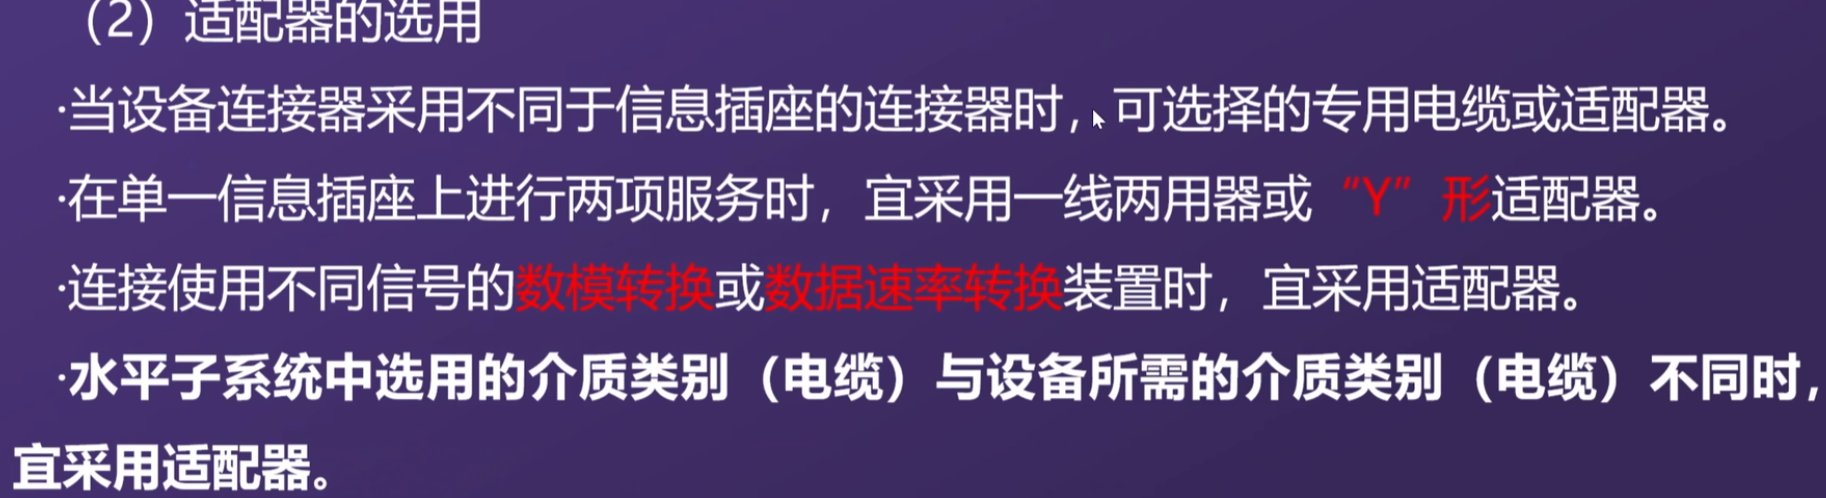 （2）适配器的选用
·当设备连接器采用不同于信息插座的连接器时，可选择的专用电缆或适配器。
·在单一信息插座上进行两项服务时，宜采用一线两用器或“Y”形适配器。
·连接使用不同信号的数模转换或数据速率转换装置时，宜采用适配器。
·水平子系统中选用的介质类别（电缆）与设备所需的介质类别（电缆）不同时，
宜采用适配器。